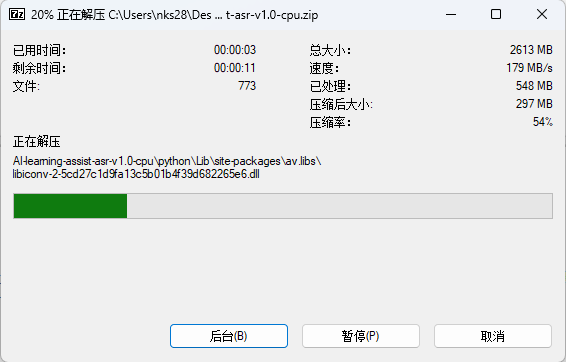 7z 20% 正在解压 C:\Users\nks28\Des ... t-asr-v1.0-cpu.zip
已用时间: 00:00:03 总大小: 2613 MB
剩余时间: 00:00:11 速度: 179 MB/s
文件: 773 已处理: 548 MB
压缩后大小: 297 MB
压缩率: 54%
正在解压
AI-learning-assist-asr-v1.0-cpu\python\Lib\site-packages\av.libs\
libiconv-2-5cd27c1d9fa13c5b01b4f39d682265e6.dll
后台(B) 暂停(P) 取消